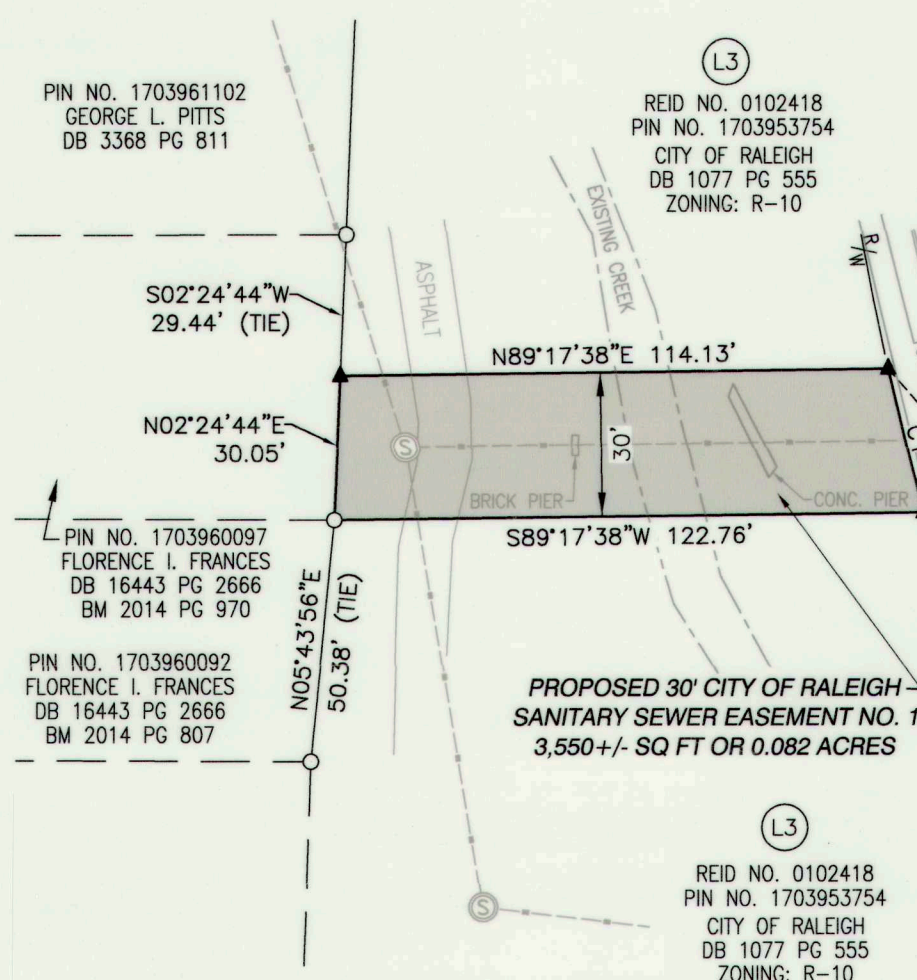 PIN NO. 1703961102
GEORGE L. PITTS
DB 3368 PG 811
L3
REID NO. 0102418
PIN NO. 1703953754
CITY OF RALEIGH
DB 1077 PG 555
ZONING: R-10
EXISTING CREEK
ASPHALT
R/W
S02°24'44"W
29.44' (TIE)
N89°17'38"E 114.13'
N02°24'44"E
30.05'
30'
S
BRICK PIER
CONC. PIER
S89°17'38"W 122.76'
PIN NO. 1703960097
FLORENCE I. FRANCES
DB 16443 PG 2666
BM 2014 PG 970
N05°43'56"E
50.38' (TIE)
PIN NO. 1703960092
FLORENCE I. FRANCES
DB 16443 PG 2666
BM 2014 PG 807
PROPOSED 30' CITY OF RALEIGH
SANITARY SEWER EASEMENT NO. 1
3,550+/- SQ FT OR 0.082 ACRES
L3
REID NO. 0102418
PIN NO. 1703953754
CITY OF RALEIGH
DB 1077 PG 555
ZONING: R-10
S